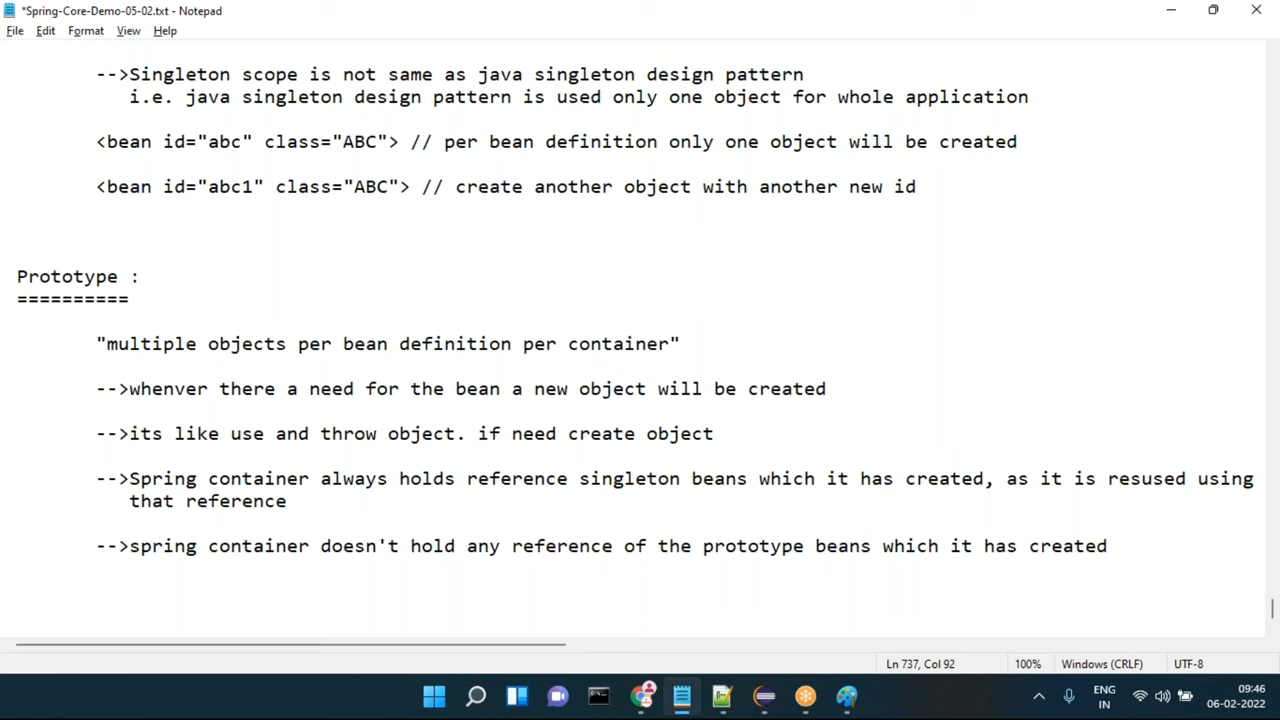 *Spring-Core-Demo-05-02.txt - Notepad
File Edit Format View Help
-->Singleton scope is not same as java singleton design pattern
i.e. java singleton design pattern is used only one object for whole application
<bean id="abc" class="ABC"> // per bean definition only one object will be created
<bean id="abc1" class="ABC"> // create another object with another new id
Prototype :
==========
"multiple objects per bean definition per container"
-->whenver there a need for the bean a new object will be created
-->its like use and throw object. if need create object
-->Spring container always holds reference singleton beans which it has created, as it is resused using
that reference
-->spring container doesn't hold any reference of the prototype beans which it has created
Ln 737, Col 92 100% Windows (CRLF) UTF-8
ENG
IN
09:46
06-02-2022